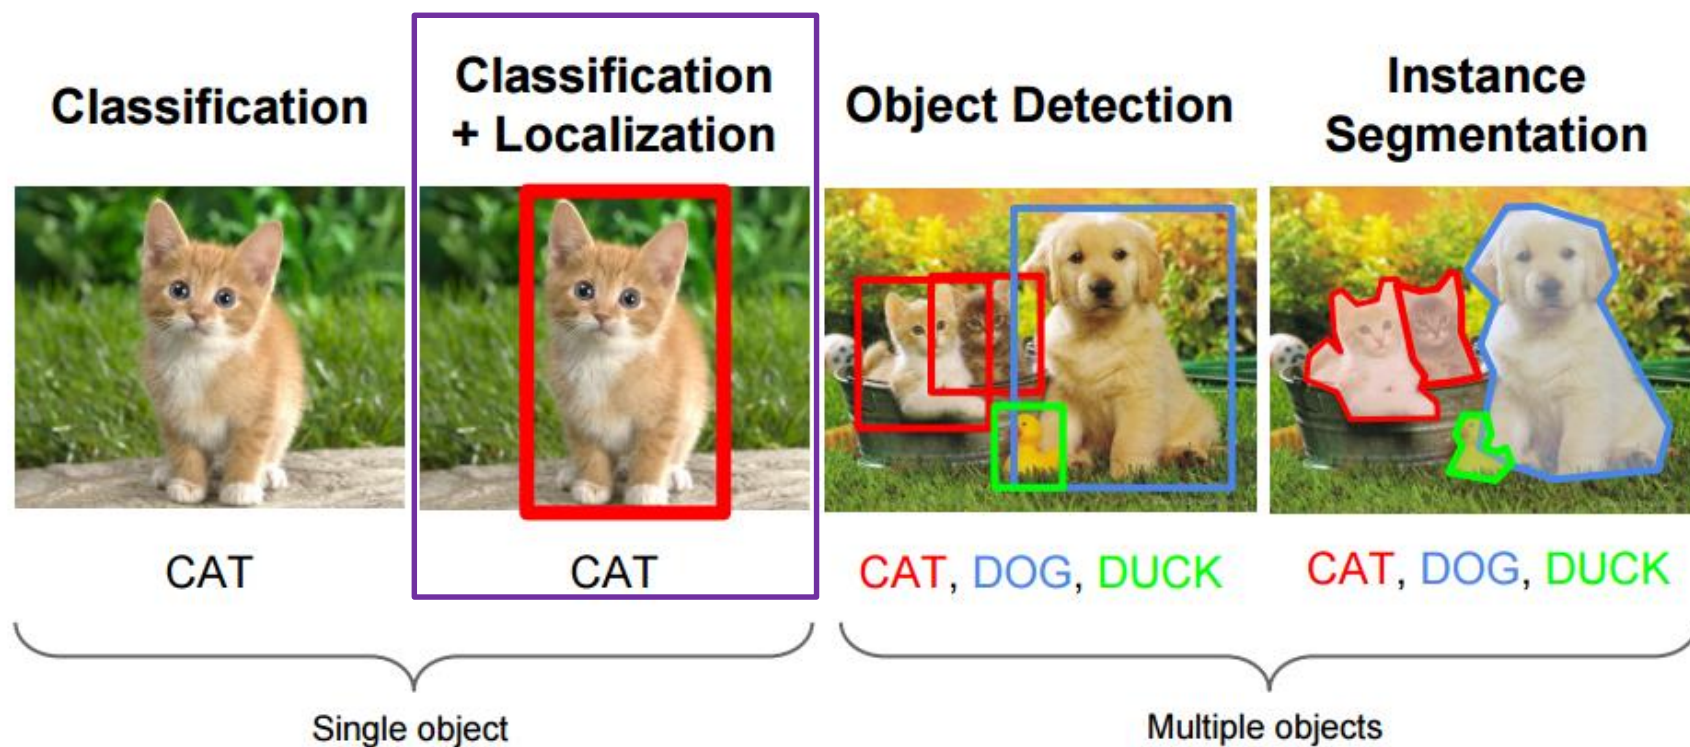 Classification
Classification
+ Localization
Object Detection
Instance
Segmentation
CAT
CAT
CAT, DOG, DUCK
CAT, DOG, DUCK
Single object
Multiple objects